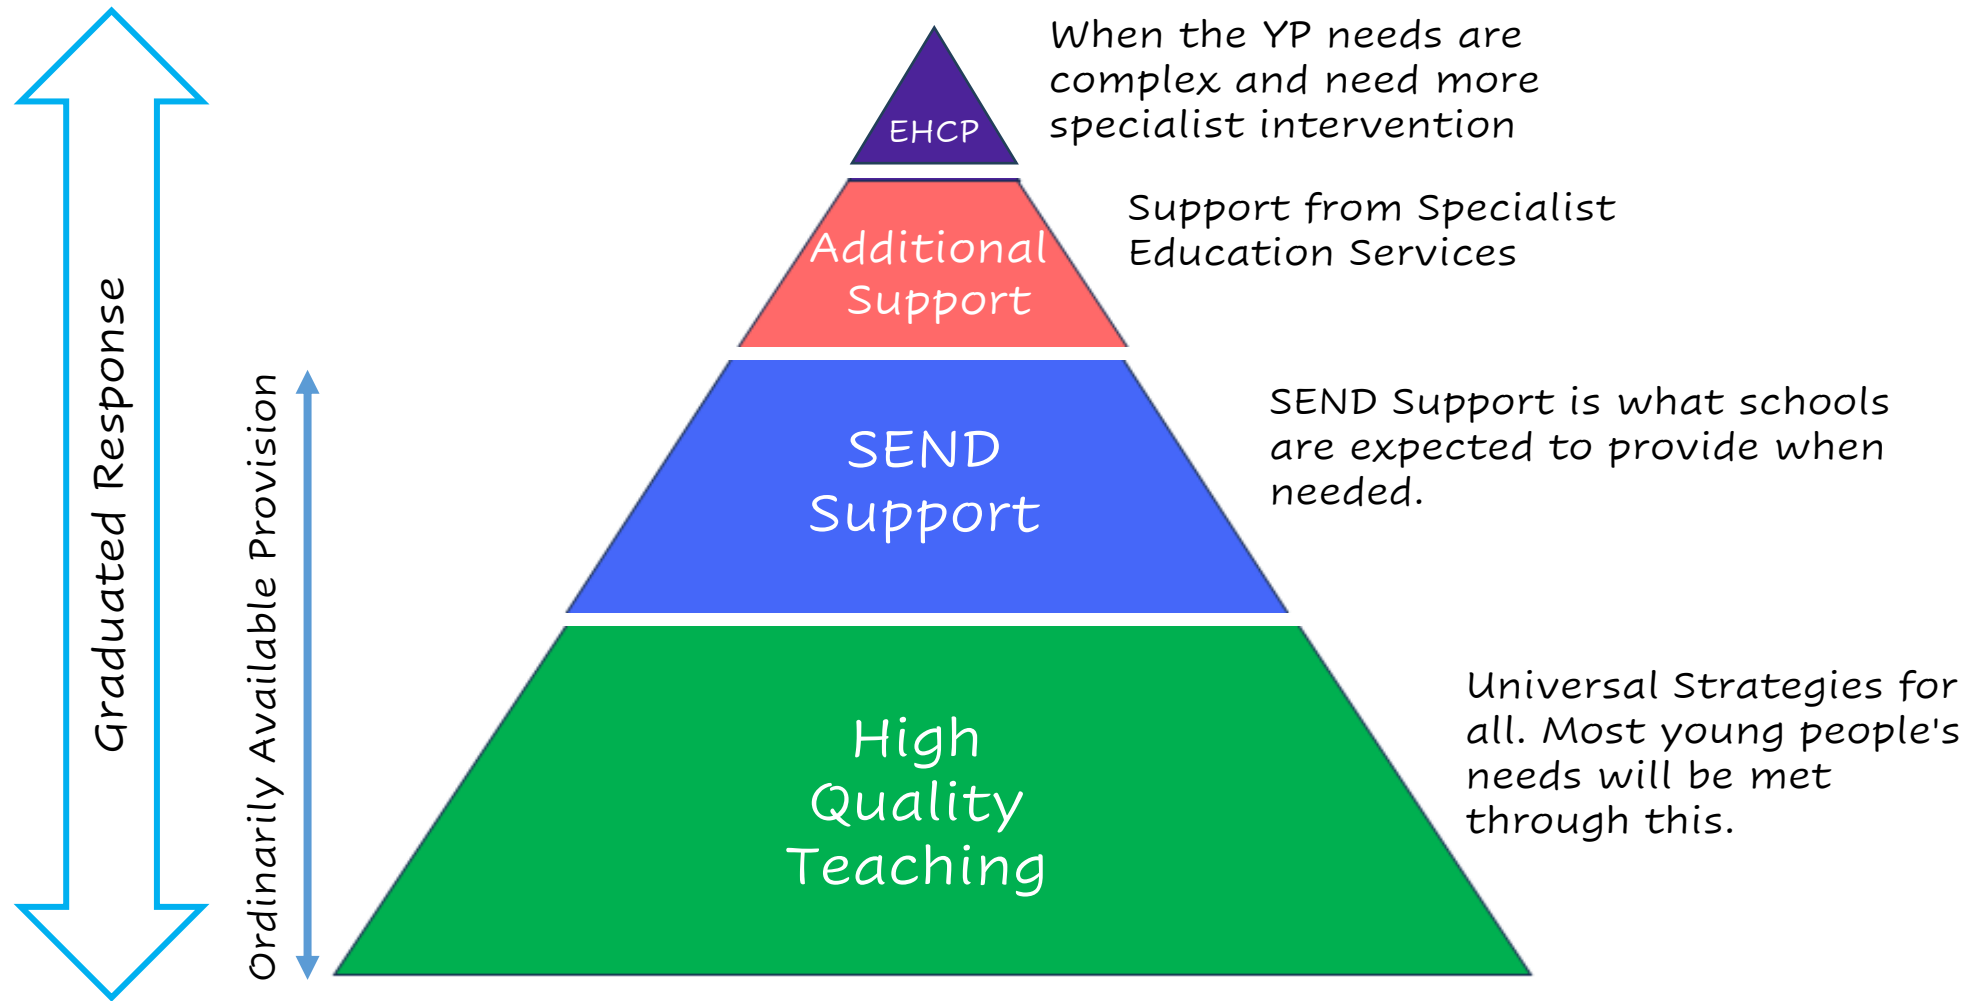 Graduated Response
Ordinarily Available Provision
EHCP
When the YP needs are
complex and need more
specialist intervention
Additional
Support
Support from Specialist
Education Services
SEND
Support
SEND Support is what schools
are expected to provide when
needed.
High
Quality
Teaching
Universal Strategies for
all. Most young people's
needs will be met
through this.